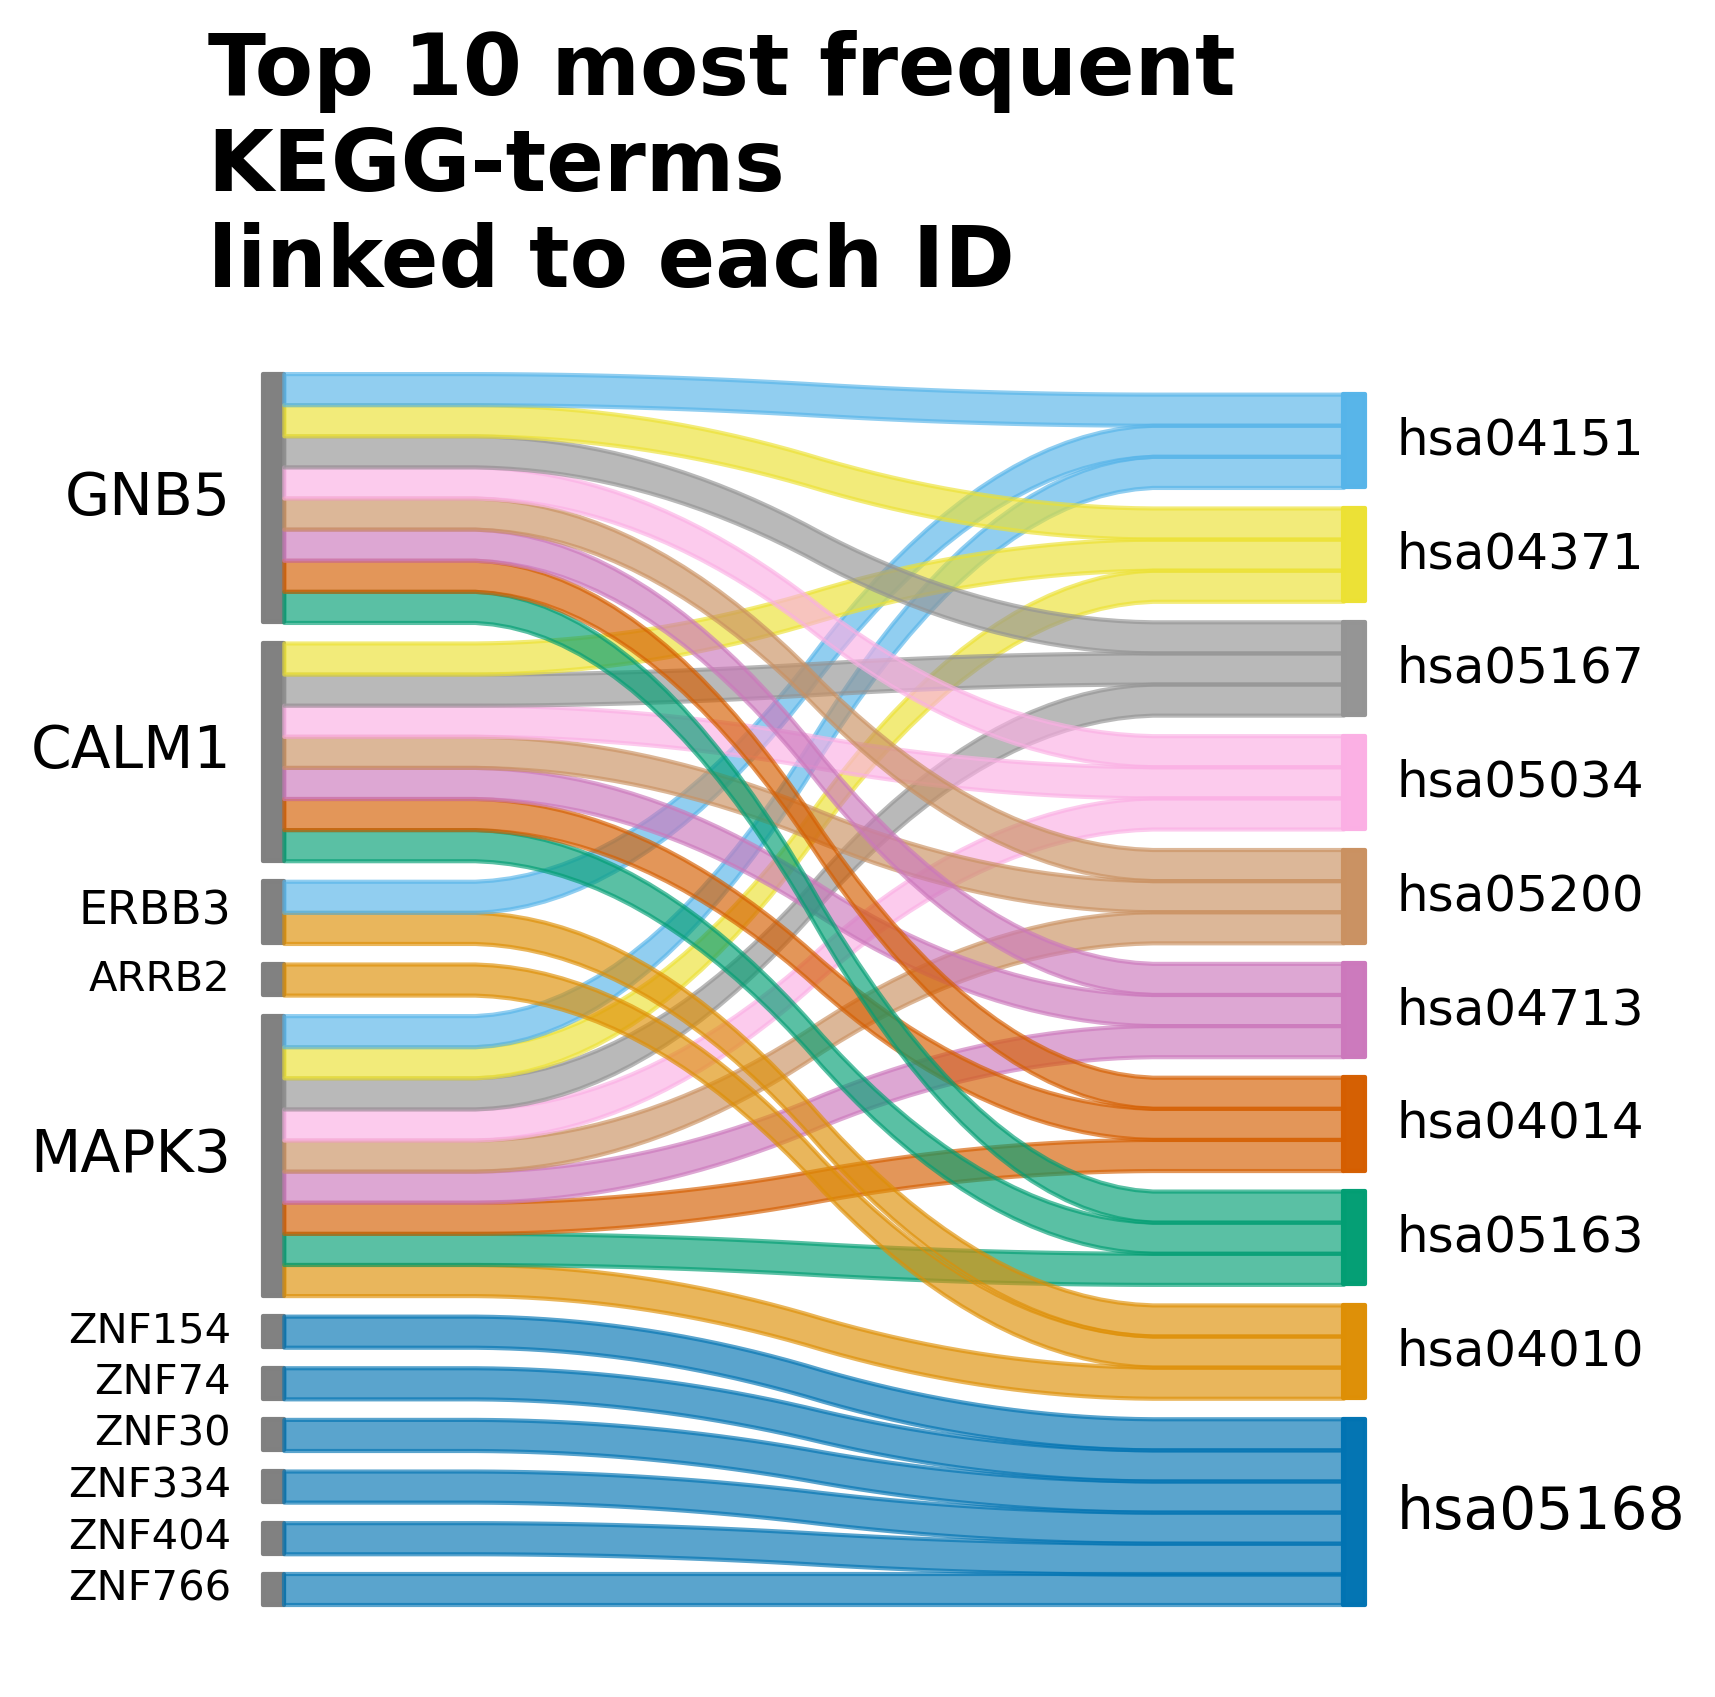 Top 10 most frequent
KEGG-terms
linked to each ID
GNB5
CALM1
ERBB3
ARRB2
MAPK3
ZNF154
ZNF74
ZNF30
ZNF334
ZNF404
ZNF766
hsa04151
hsa04371
hsa05167
hsa05034
hsa05200
hsa04713
hsa04014
hsa05163
hsa04010
hsa05168